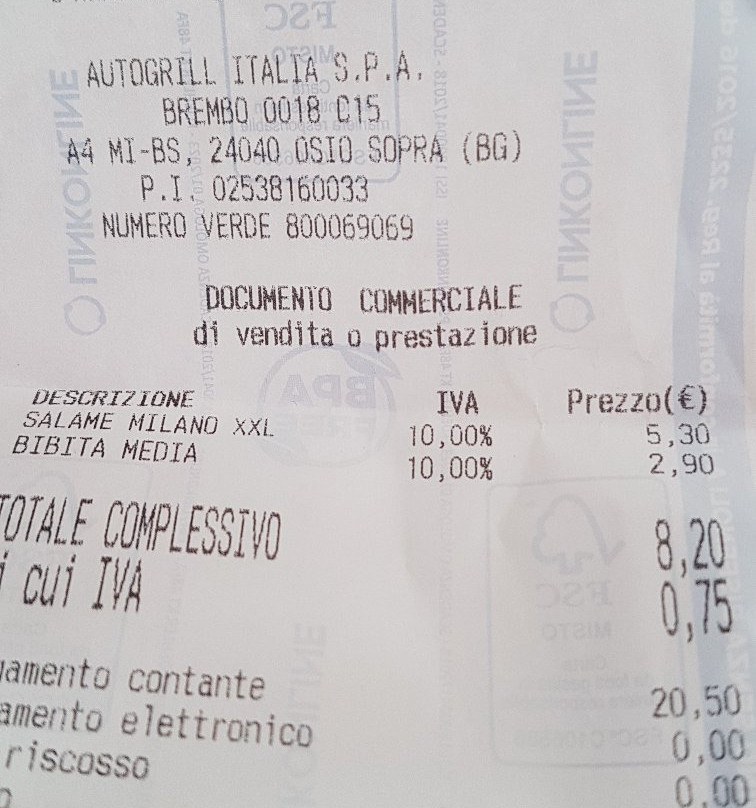 AUTOGRILL ITALIA S.P.A.
BREMBO 0018 C15
A4 MI-BS, 24040 OSIO SOPRA (BG)
P.I. 02538160033
NUMERO VERDE 800069069
DOCUMENTO COMMERCIALE
di vendita o prestazione
DESCRIZIONE IVA Prezzo(€)
SALAME MILANO XXL 10,00% 5,30
BIBITA MEDIA 10,00% 2,90
TOTALE COMPLESSIVO 8,20
i cui IVA 0,75
gamento contante 20,50
amento elettronico 0,00
riscosso 0,00